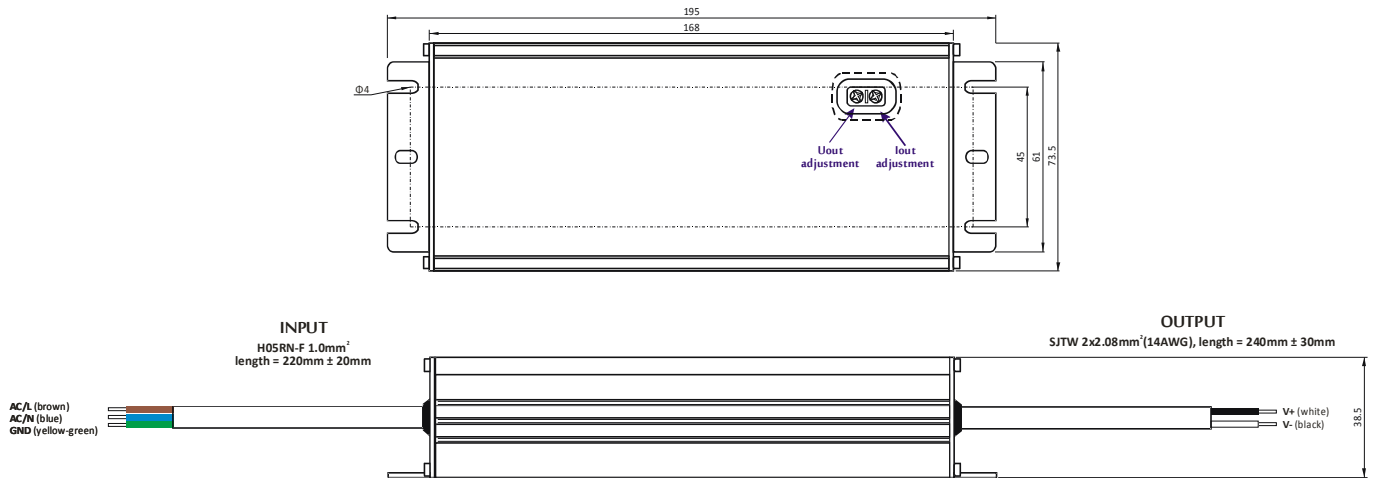 195
168
Φ4
Uout
adjustment
Iout
adjustment
45
61
73.5
INPUT
H05RN-F 1.0mm²
length = 220mm ± 20mm
OUTPUT
SJTW 2x2.08mm²(14AWG), length = 240mm ± 30mm
AC/L (brown)
AC/N (blue)
GND (yellow-green)
V+ (white)
V- (black)
38.5